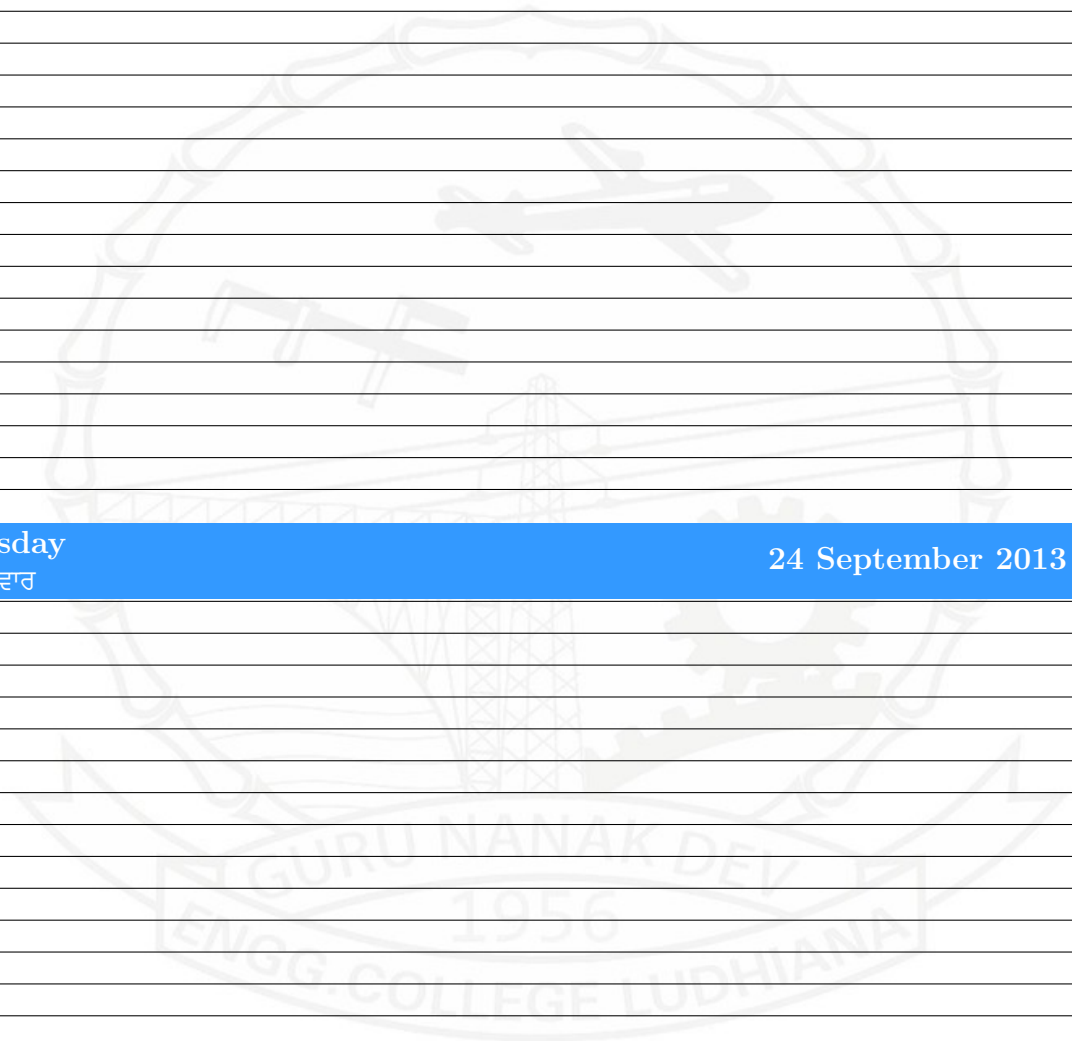 sday
ਵਾਰ
24 September 2013
GURU NANAK DEV
1956
ENGG. COLLEGE LUDHIANA